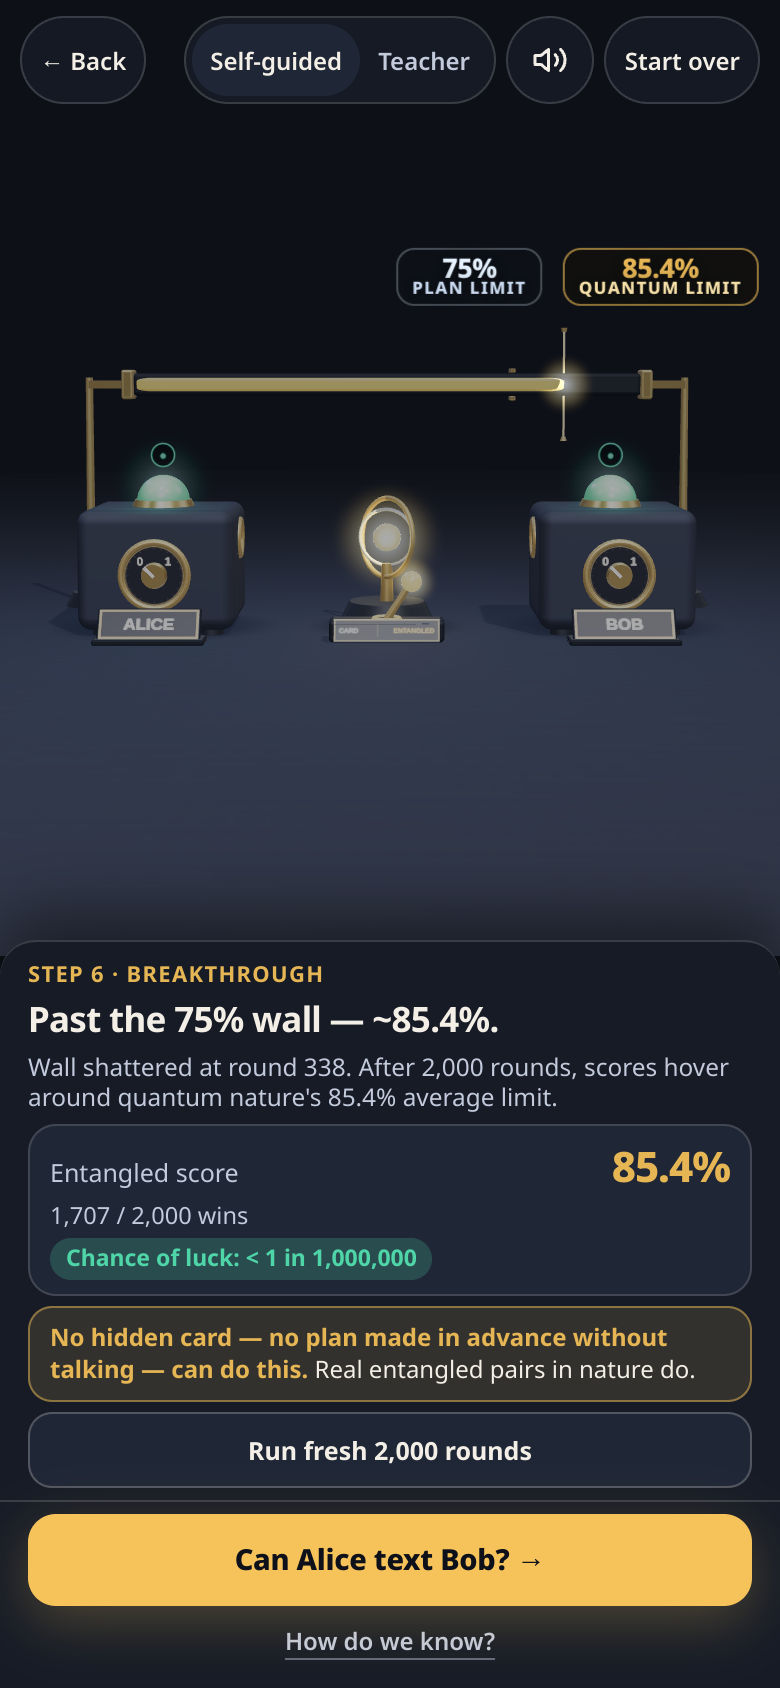 ← Back
Self-guided
Teacher
Start over
75%
PLAN LIMIT
85.4%
QUANTUM LIMIT
0 1
0 1
ALICE
CARD
ENTANGLED
BOB
STEP 6 · BREAKTHROUGH
Past the 75% wall — ~85.4%.
Wall shattered at round 338. After 2,000 rounds, scores hover
around quantum nature's 85.4% average limit.
Entangled score
85.4%
1,707 / 2,000 wins
Chance of luck: < 1 in 1,000,000
No hidden card — no plan made in advance without
talking — can do this. Real entangled pairs in nature do.
Run fresh 2,000 rounds
Can Alice text Bob? →
How do we know?